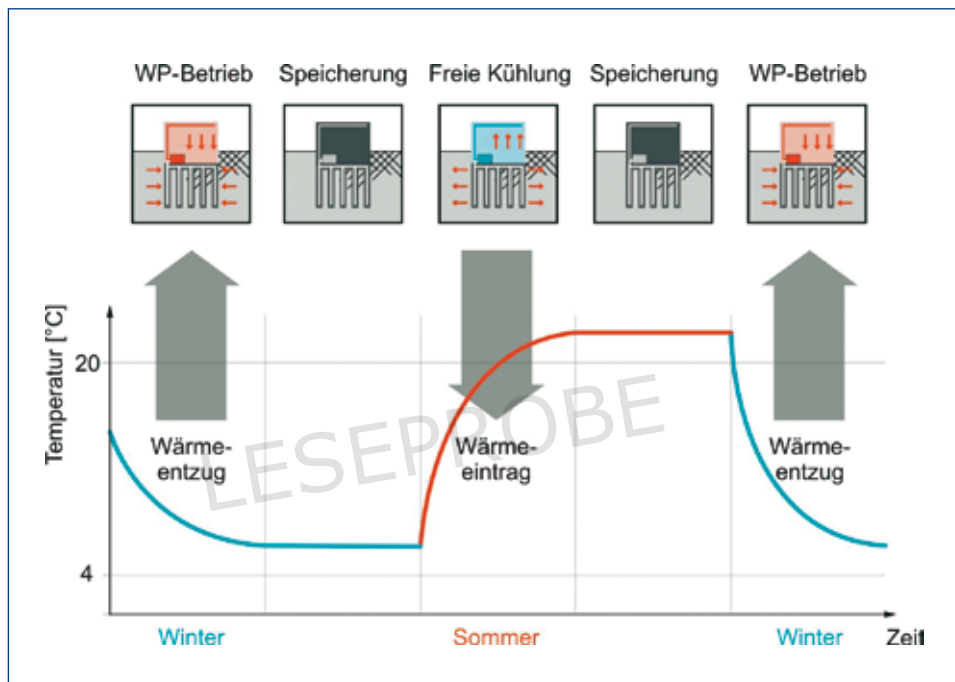 WP-Betrieb Speicherung Freie Kühlung Speicherung WP-Betrieb
Temperatur [°C]
20
4
Wärme-
entzug
Wärme-
eintrag
Wärme-
entzug
LESEPROBE
Winter Sommer Winter Zeit